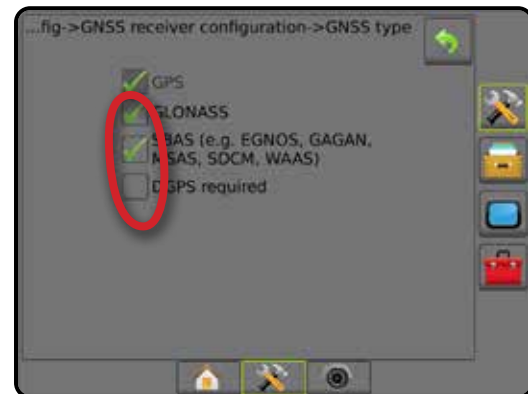 ...fig->GNSS receiver configuration->GNSS type
GPS
GLONASS
SBAS (e.g. EGNOS, GAGAN,
MSAS, SDCM, WAAS)
DGPS required